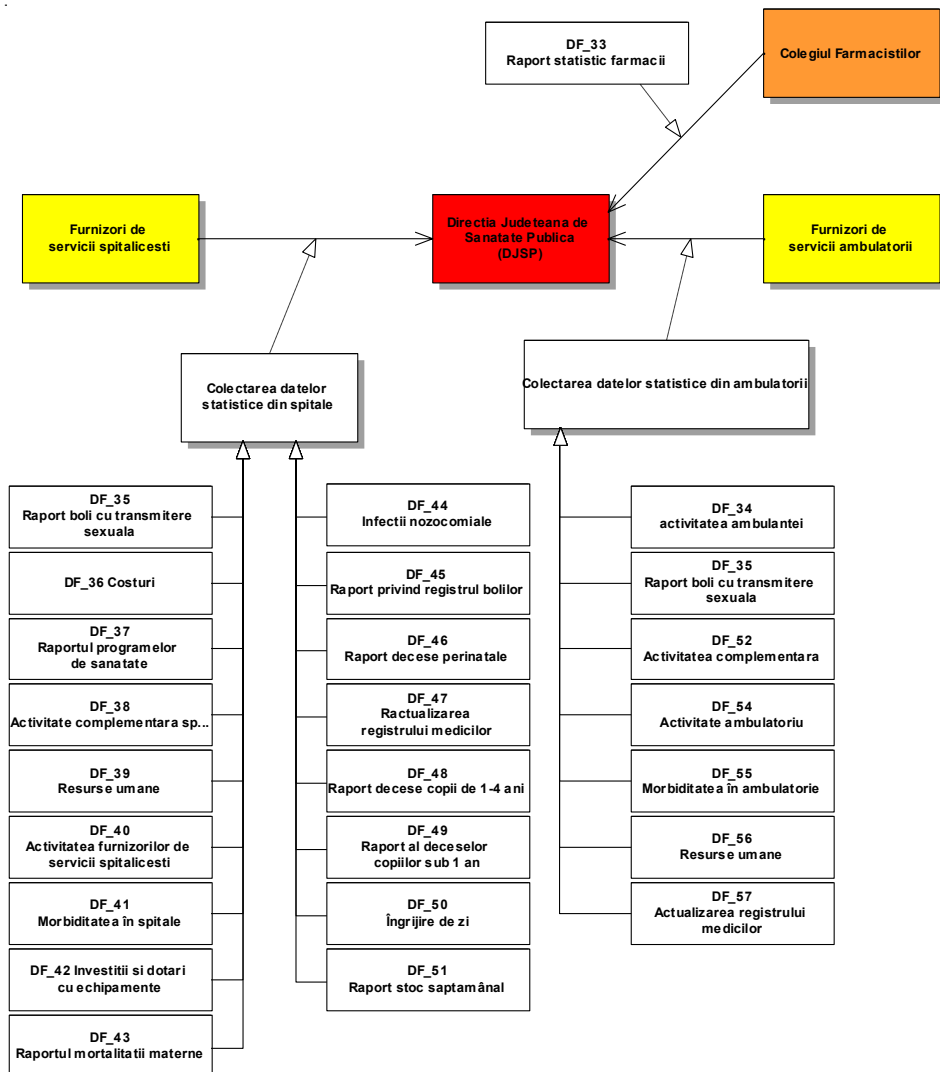 DF_33
Raport statistic farmacii
Colegiul Farmacistilor
Furnizori de
servicii spitalicesti
Directia Judeteana de
Sanatate Publica
(DJSP)
Furnizori de
servicii ambulatorii
Colectarea datelor
statistice din spitale
Colectarea datelor statistice din ambulatorii
DF_35
Raport boli cu transmitere
sexuala
DF_36 Costuri
DF_37
Raportul programelor
de sanatate
DF_38
Activitate complementara sp...
DF_39
Resurse umane
DF_40
Activitatea furnizorilor de
servicii spitalicesti
DF_41
Morbiditatea în spitale
DF_42 Investitii si dotari
cu echipamente
DF_43
Raportul mortalitatii materne
DF_44
Infectii nozocomiale
DF_45
Raport privind registrul bolilor
DF_46
Raport decese perinatale
DF_47
Ractualizarea
registrului medicilor
DF_48
Raport decese copii de 1-4 ani
DF_49
Raport al deceselor
copiilor sub 1 an
DF_50
Îngrijire de zi
DF_51
Raport stoc saptamânal
DF_34
activitatea ambulantei
DF_35
Raport boli cu transmitere
sexuala
DF_52
Activitatea complementara
DF_54
Activitate ambulatoriu
DF_55
Morbiditatea în ambulatorie
DF_56
Resurse umane
DF_57
Actualizarea registrului
medicilor